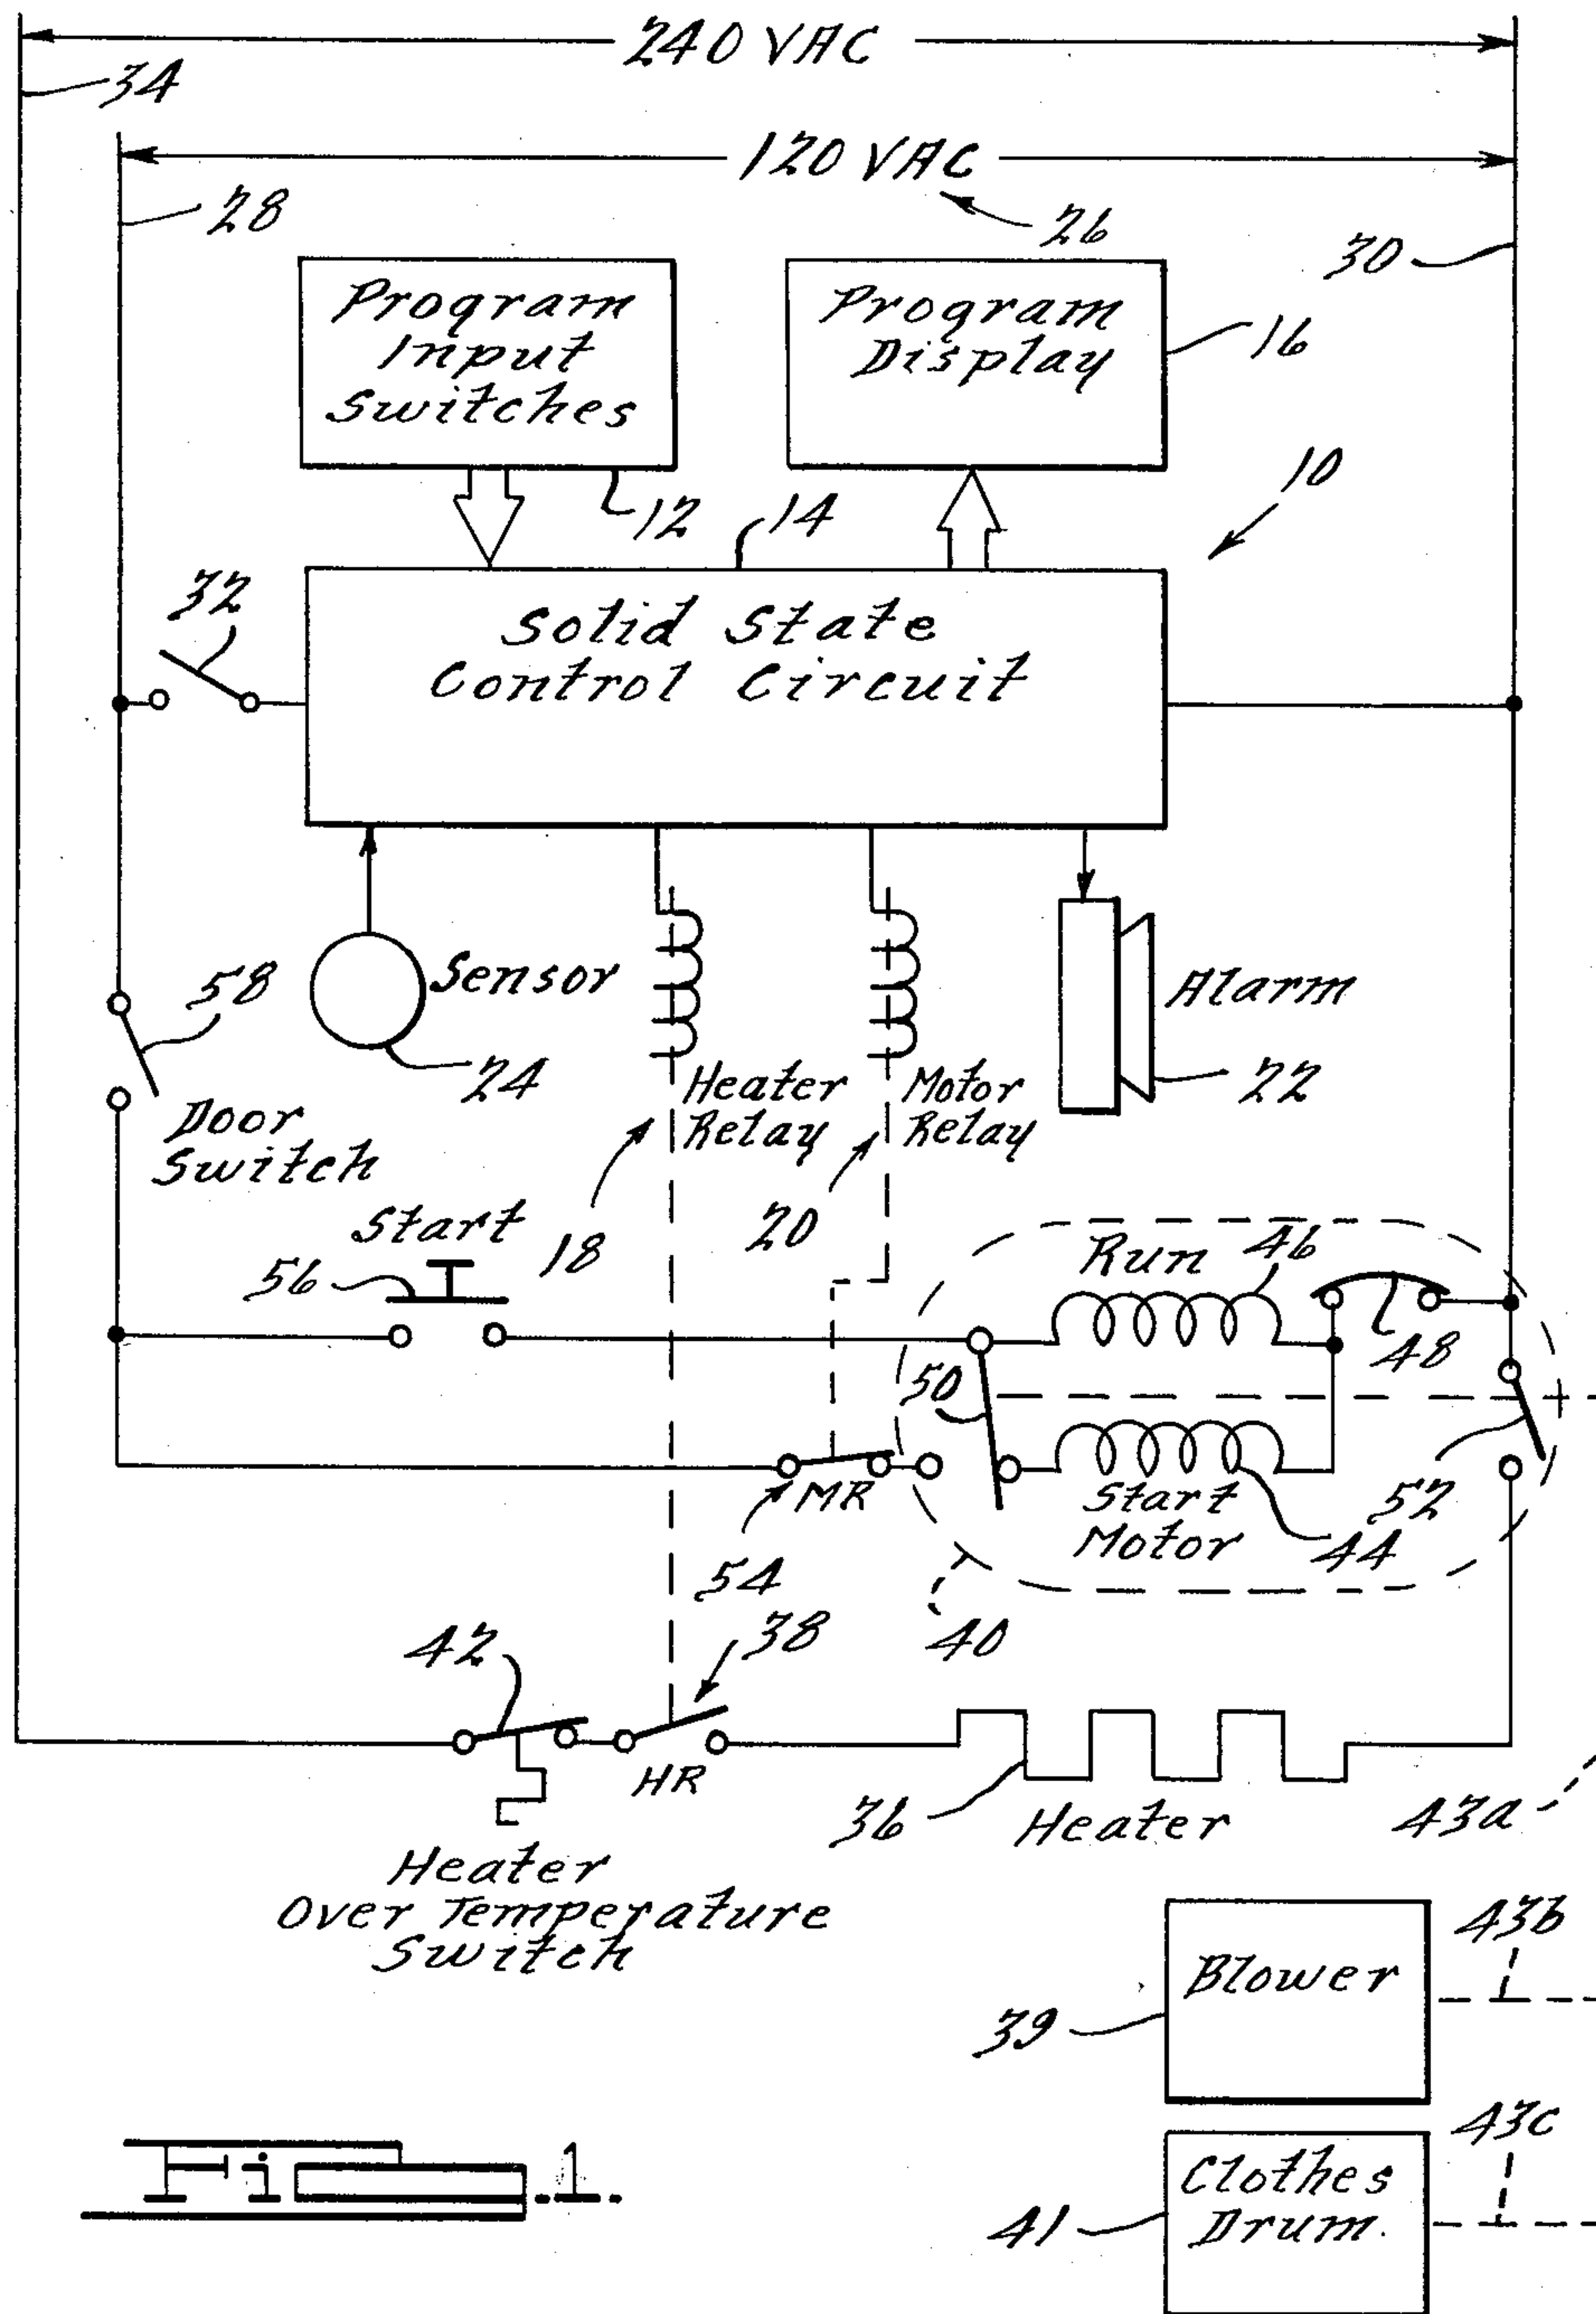 240 VAC
34
120 VAC
28
26
30
Program
Input
Switches
Program
Display
16
10
12
14
32
Solid State
Control Circuit
58
Sensor
24
Alarm
22
Heater
Relay
Motor
Relay
Door
Switch
18
20
Start
56
Run
46
48
50
MR
Start
Motor
52
44
54
40
42
38
HR
36
Heater
43a
Heater
Over Temperature
Switch
Blower
43b
39
43c
Clothes
Drum.
41
Fig. 1.